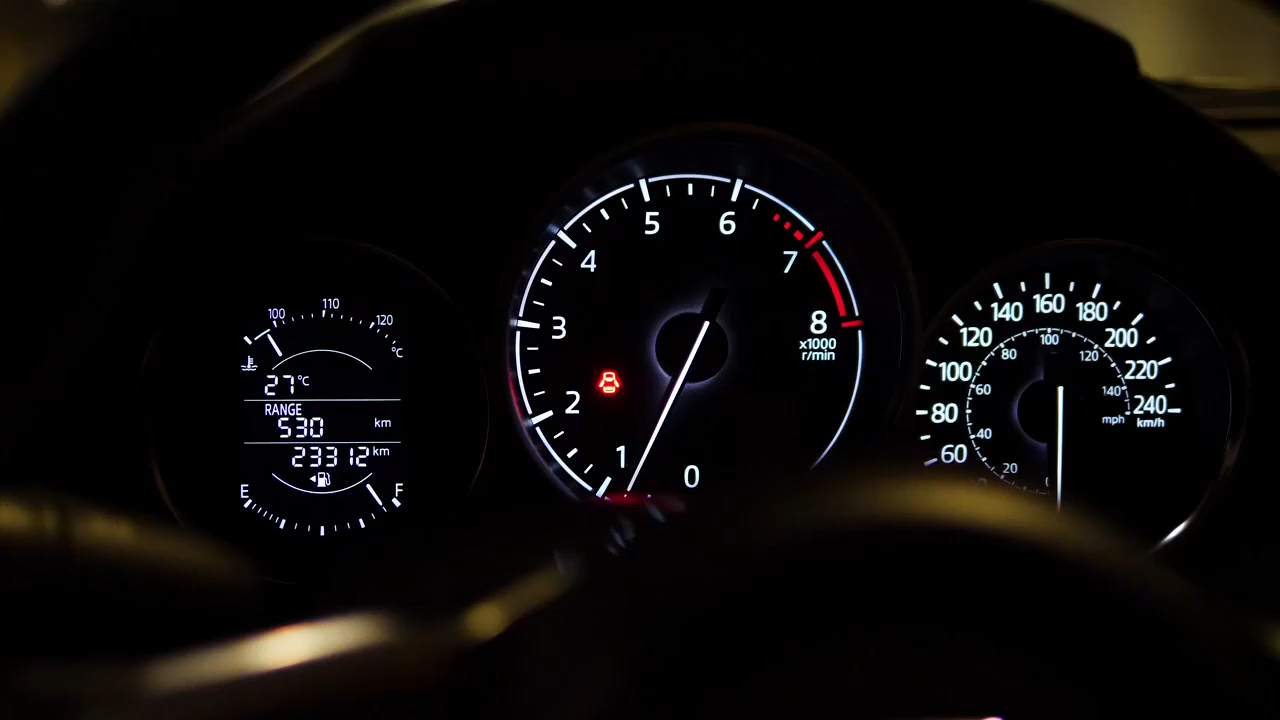 100 110 120
°C
27°C
RANGE
530 km
23312 km
E F
0 1 2 3 4 5 6 7 8
x1000
r/min
60 80 100 120 140 160 180 200 220 240
km/h
20 40 60 80 100 120 140
mph